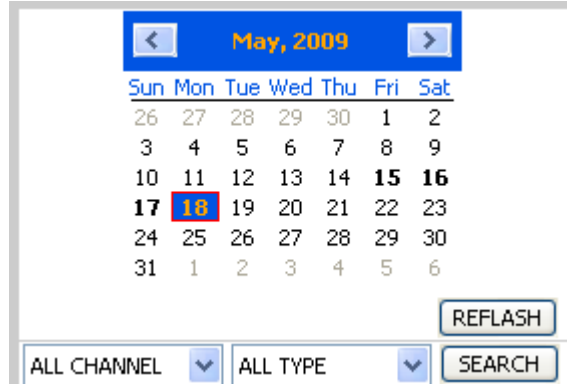 May, 2009
Sun Mon Tue Wed Thu Fri Sat
26 27 28 29 30 1 2
3 4 5 6 7 8 9
10 11 12 13 14 15 16
17 18 19 20 21 22 23
24 25 26 27 28 29 30
31 1 2 3 4 5 6
REFLASH
ALL CHANNEL ALL TYPE SEARCH